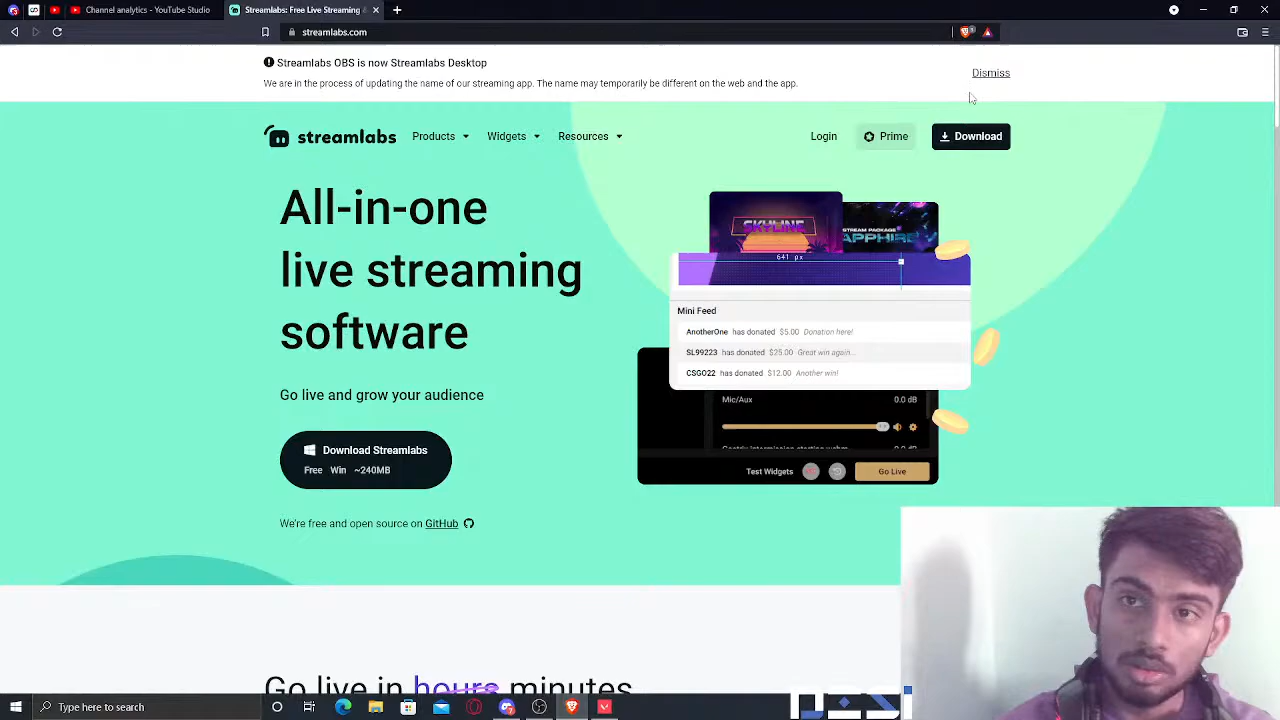 Channel analytics - YouTube Studio
Streamlabs: Free Live Streaming &
streamlabs.com
Streamlabs OBS is now Streamlabs Desktop
We are in the process of updating the name of our streaming app. The name may temporarily be different on the web and the app.
Dismiss
streamlabs
Products
Widgets
Resources
Login
Prime
Download
All-in-one
live streaming
software
Go live and grow your audience
Download Streamlabs
Free Win ~240MB
We're free and open source on GitHub
SKYLINE
STREAM PACKAGE
SAPPHIRE
641 px
Mini Feed
AnotherOne has donated $5.00 Donation here!
SL99223 has donated $25.00 Great win again...
CSGO22 has donated $12.00 Another win!
Mic/Aux 0.0 dB
Test Widgets
Go Live
Go live in hours minutes
Type here to search